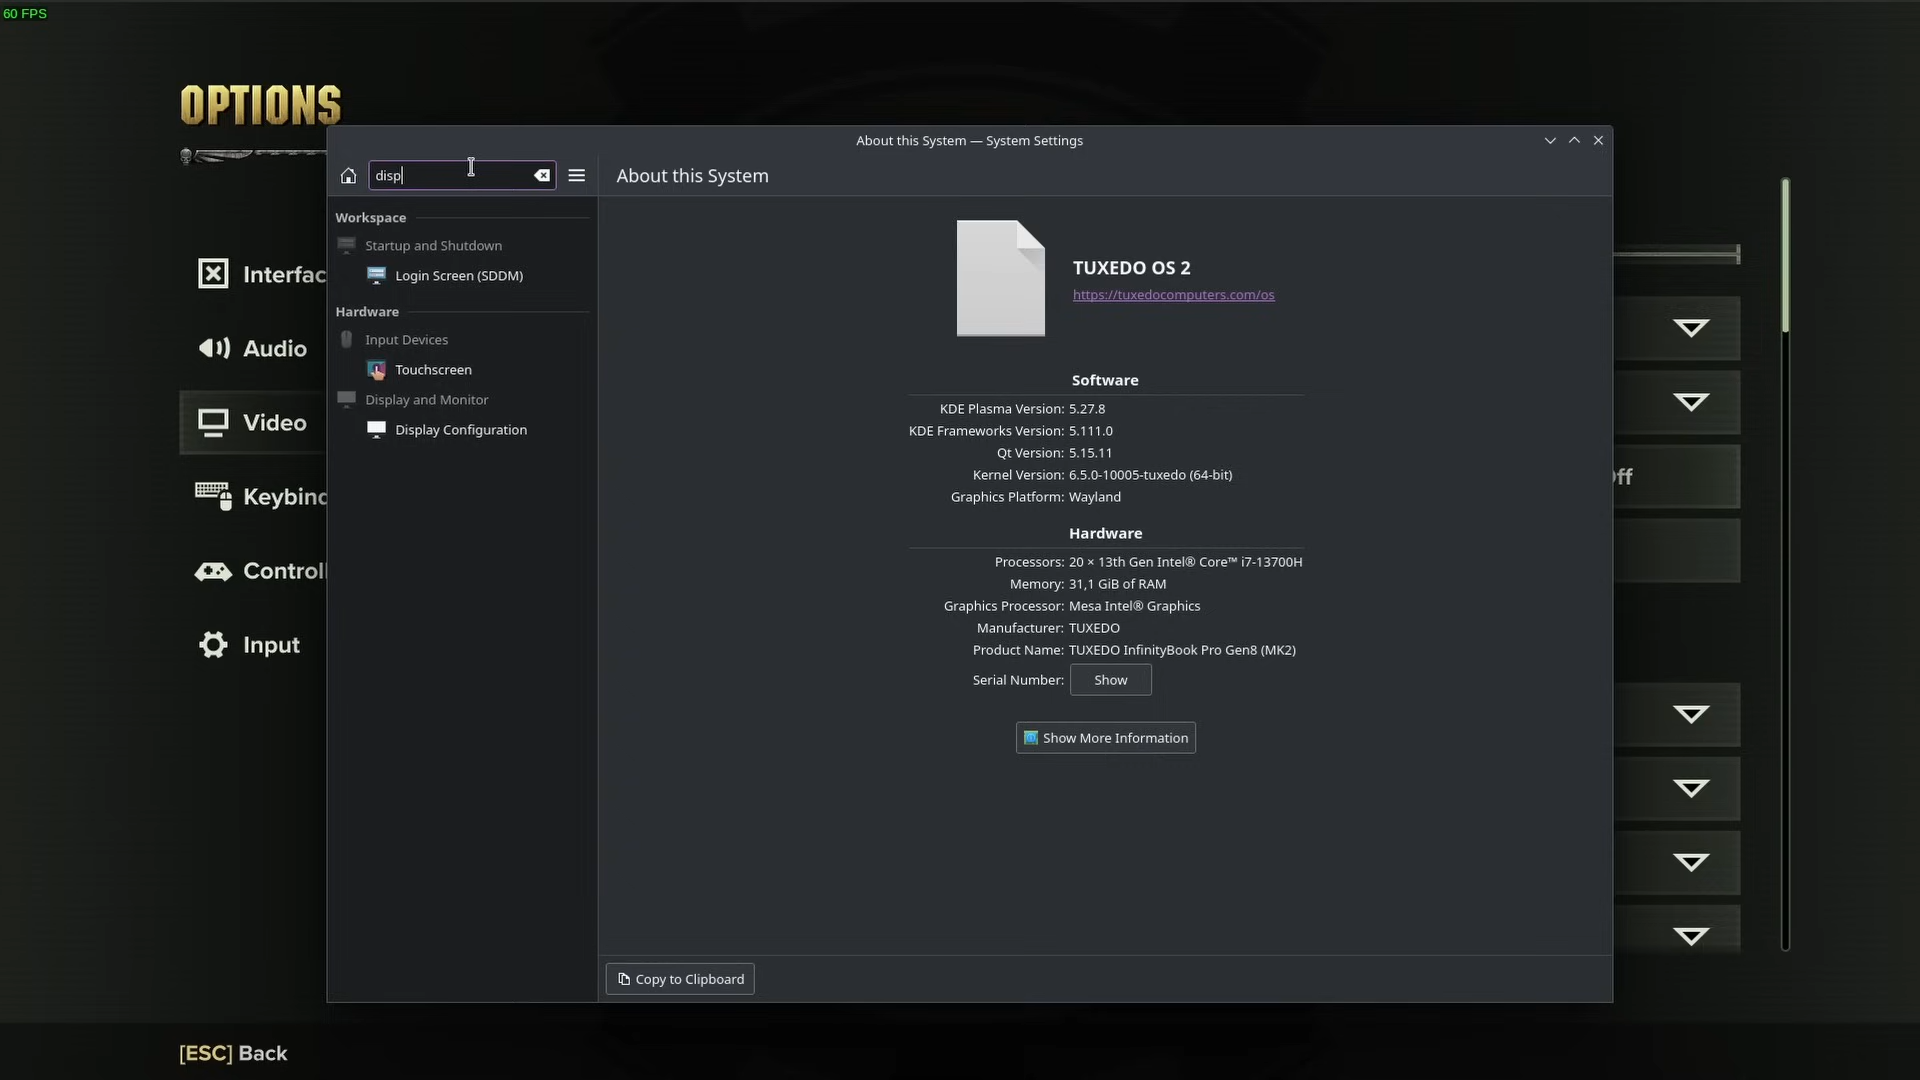 60 FPS
OPTIONS
About this System — System Settings
disp
About this System
Workspace
Startup and Shutdown
Login Screen (SDDM)
Hardware
Input Devices
Touchscreen
Display and Monitor
Display Configuration
TUXEDO OS 2
https://tuxedocomputers.com/os
Software
KDE Plasma Version: 5.27.8
KDE Frameworks Version: 5.111.0
Qt Version: 5.15.11
Kernel Version: 6.5.0-10005-tuxedo (64-bit)
Graphics Platform: Wayland
Hardware
Processors: 20 × 13th Gen Intel® Core™ i7-13700H
Memory: 31,1 GiB of RAM
Graphics Processor: Mesa Intel® Graphics
Manufacturer: TUXEDO
Product Name: TUXEDO InfinityBook Pro Gen8 (MK2)
Serial Number: Show
Show More Information
Copy to Clipboard
Interfac
Audio
Video
Keybind
Controll
Input
[ESC] Back